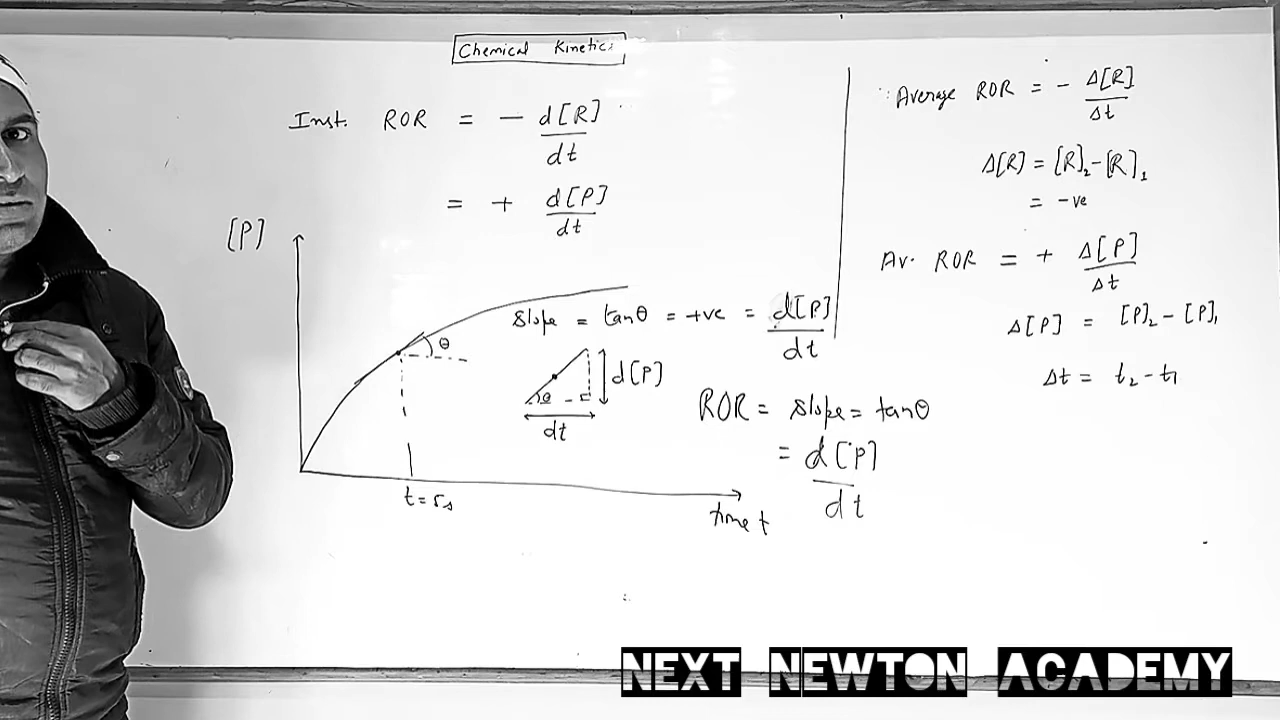 Chemical Kinetics
Inst. ROR = - d[R]/dt
= + d[P]/dt
[P]
Slope = tanθ = +ve = d[P]/dt
θ
θ
d[P]
dt
ROR = Slope = tanθ
= d[P]/dt
t = 5s
time t
∵ Average ROR = - Δ[R]/Δt
Δ[R] = [R]₂ - [R]₁
= -ve
Av. ROR = + Δ[P]/Δt
Δ[P] = [P]₂ - [P]₁
Δt = t₂ - t₁
NEXT NEWTON ACADEMY